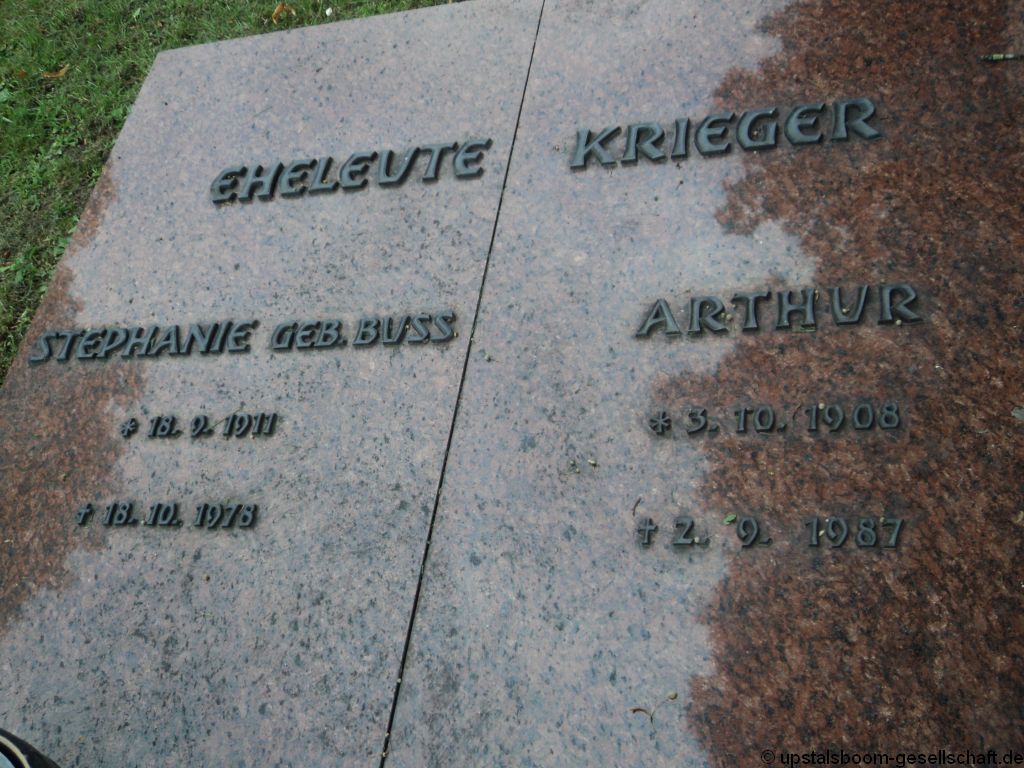 EHELEUTE KRIEGER
STEPHANIE GEB. BUSS
* 18. 9. 1911
† 18. 10. 1978
ARTHUR
* 3. 10. 1908
† 2. 9. 1987
© upstalsboom-gesellschaft.de